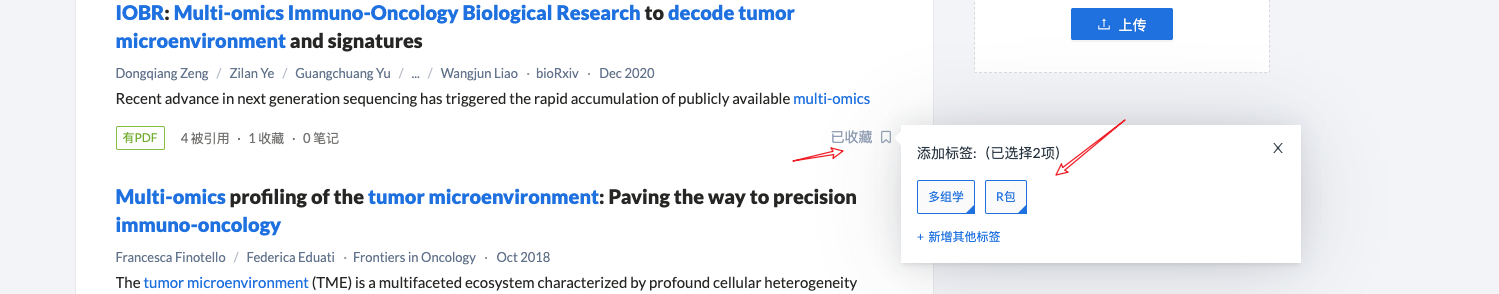 IOBR: Multi-omics Immuno-Oncology Biological Research to decode tumor
microenvironment and signatures
Dongqiang Zeng / Zilan Ye / Guangchuang Yu / ... / Wangjun Liao · bioRxiv · Dec 2020
Recent advance in next generation sequencing has triggered the rapid accumulation of publicly available multi-omics
有PDF 4 被引用 · 1 收藏 · 0 笔记
已收藏
Multi-omics profiling of the tumor microenvironment: Paving the way to precision
immuno-oncology
Francesca Finotello / Federica Eduati · Frontiers in Oncology · Oct 2018
The tumor microenvironment (TME) is a multifaceted ecosystem characterized by profound cellular heterogeneity
上传
添加标签:（已选择2项） X
多组学 R包
+ 新增其他标签